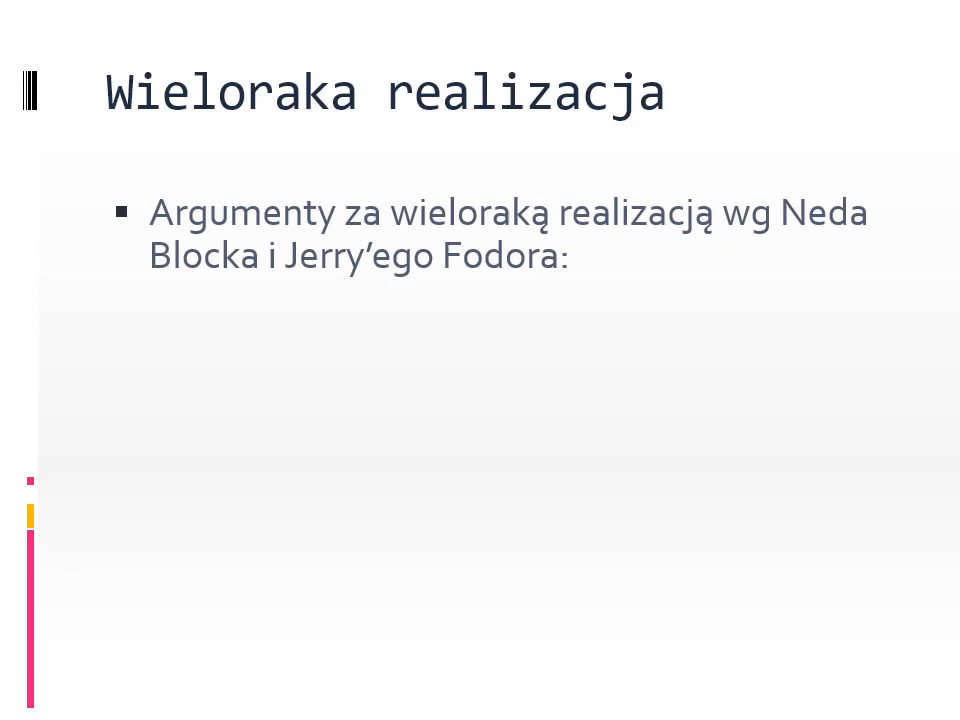 Wieloraka realizacja
Argumenty za wieloraką realizacją wg Neda
Blocka i Jerry’ego Fodora: